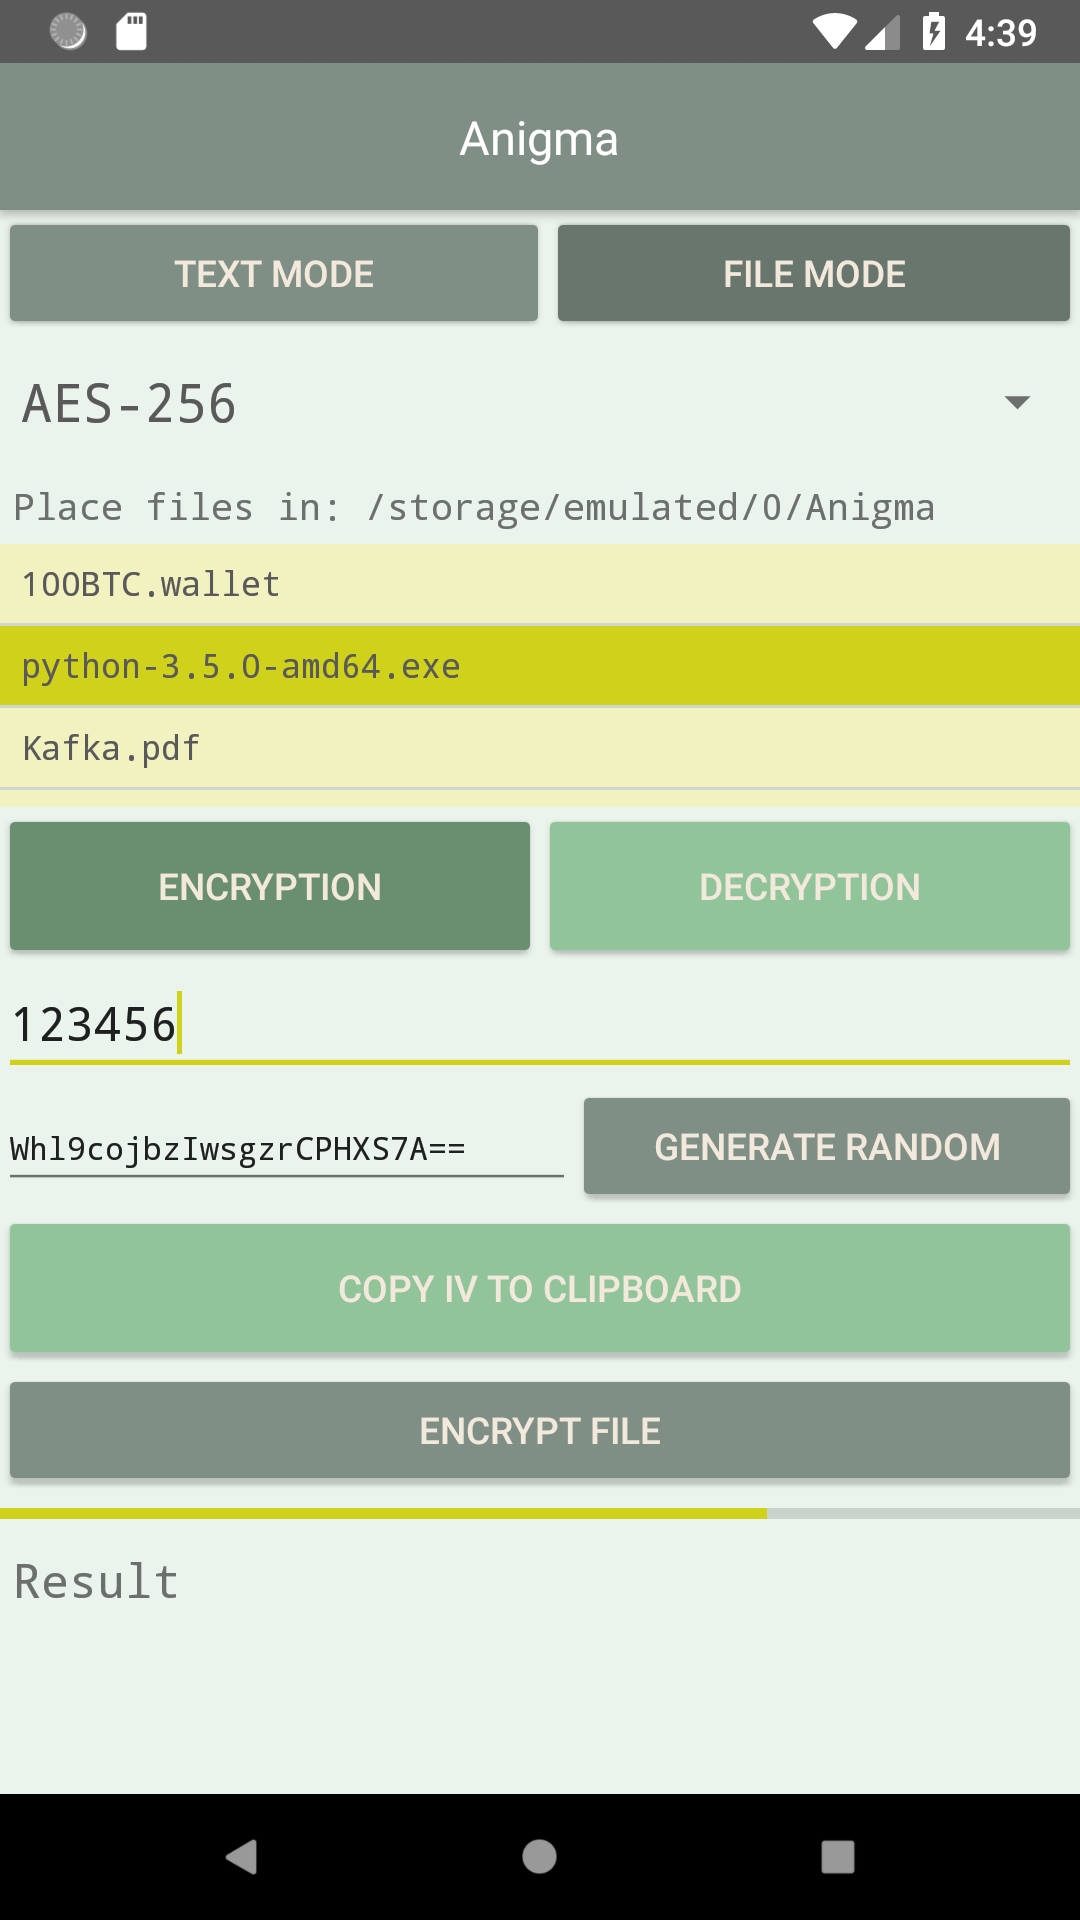 4:39
Anigma
TEXT MODE
FILE MODE
AES-256
Place files in: /storage/emulated/0/Anigma
100BTC.wallet
python-3.5.0-amd64.exe
Kafka.pdf
ENCRYPTION
DECRYPTION
123456
Whl9cojbzIwsgzrCPHXS7A==
GENERATE RANDOM
COPY IV TO CLIPBOARD
ENCRYPT FILE
Result